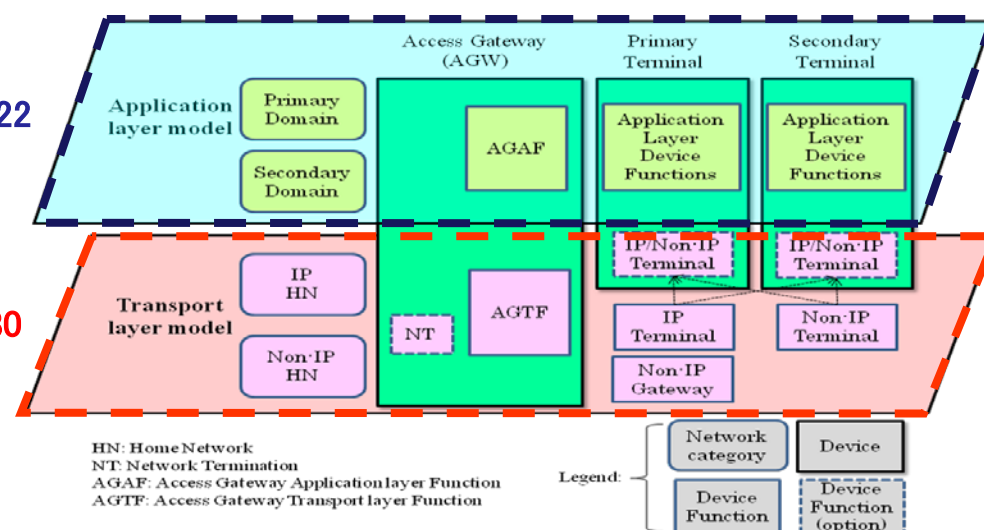 Access Gateway
(AGW)
Primary
Terminal
Secondary
Terminal
22
Application
layer model
Primary
Domain
Secondary
Domain
AGAF
Application
Layer
Device
Functions
Application
Layer
Device
Functions
30
Transport
layer model
IP
HN
Non-IP
HN
NT
AGTF
IP/Non-IP
Terminal
IP/Non-IP
Terminal
IP
Terminal
Non-IP
Terminal
Non-IP
Gateway
HN: Home Network
NT: Network Termination
AGAF: Access Gateway Application layer Function
AGTF: Access Gateway Transport layer Function
Legend:
Network
category
Device
Device
Function
Device
Function
(option)